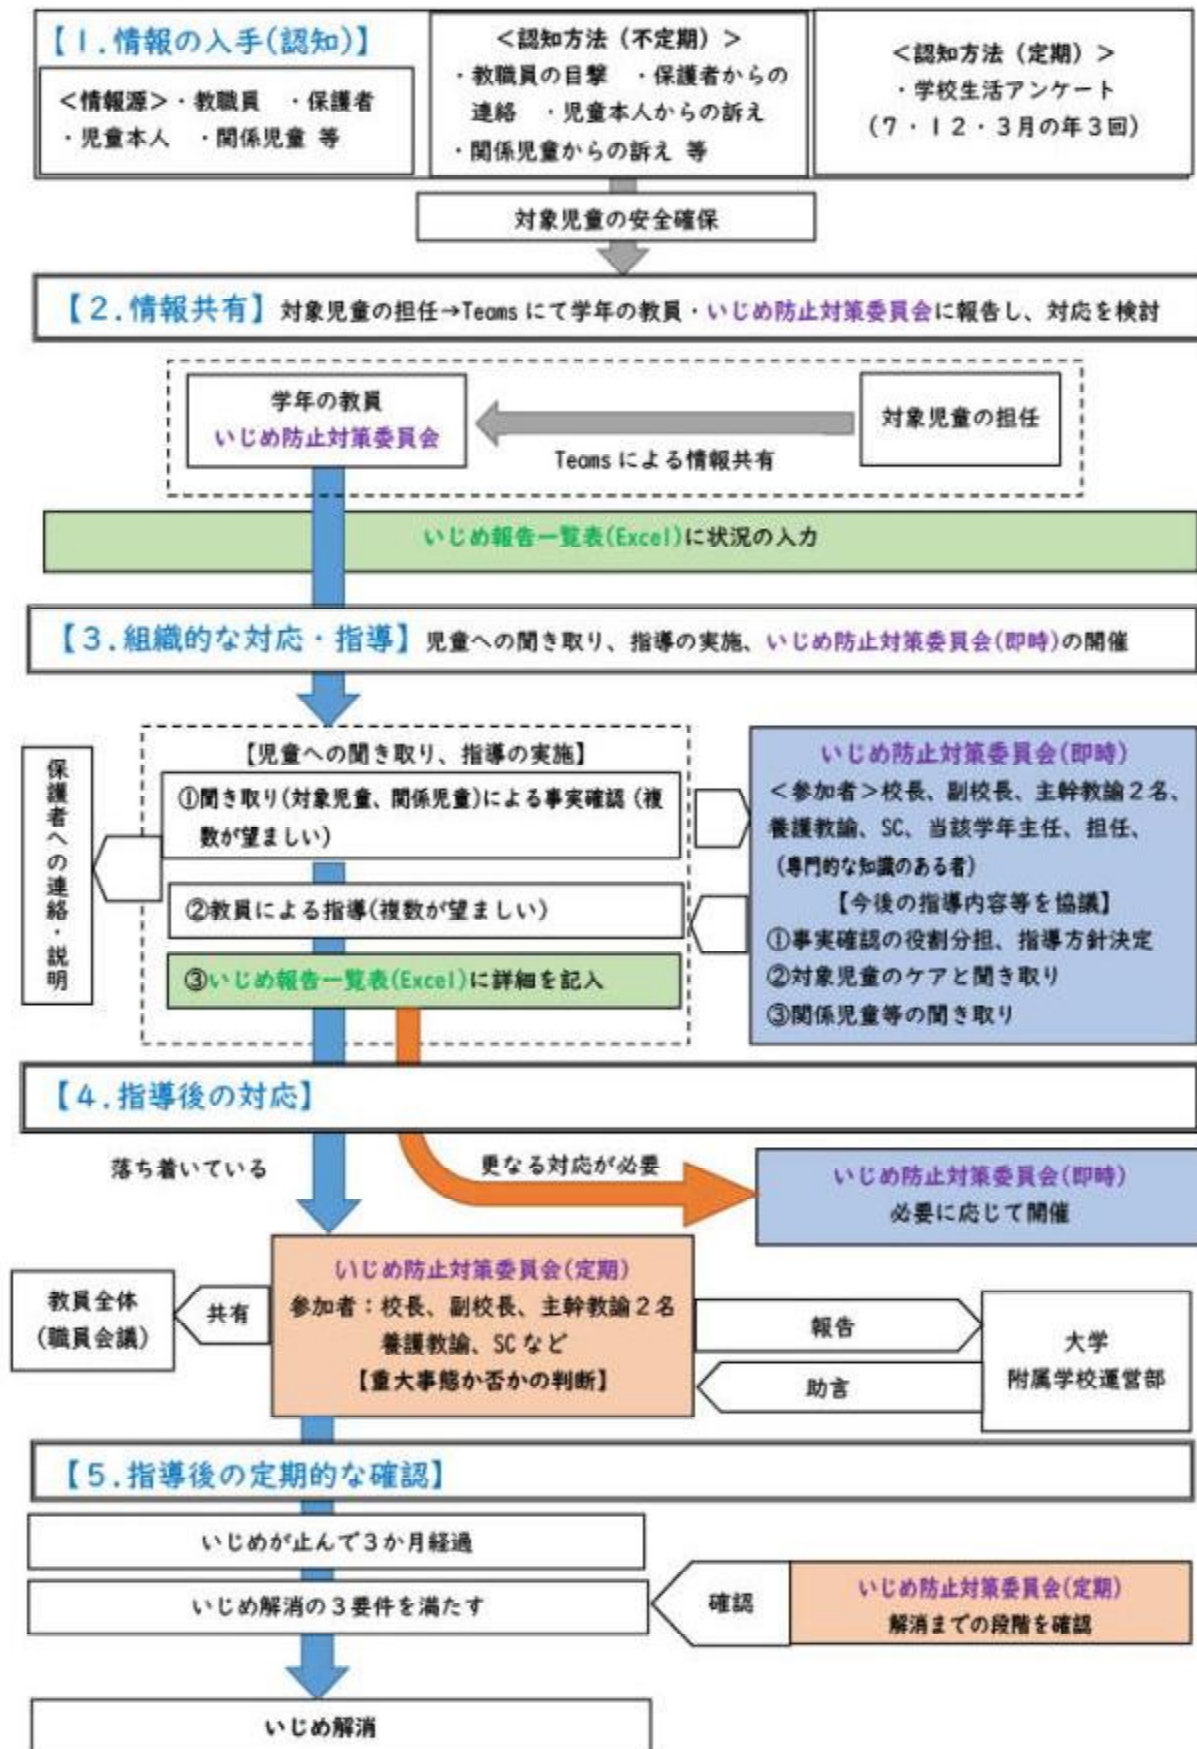 【1.情報の入手(認知)】
<情報源>・教職員　・保護者
・児童本人　・関係児童 等
<認知方法（不定期）>
・教職員の目撃　・保護者からの
連絡　・児童本人からの訴え
・関係児童からの訴え 等
<認知方法（定期）>
・学校生活アンケート
（7・12・3月の年3回）
対象児童の安全確保
【2.情報共有】対象児童の担任→Teamsにて学年の教員・いじめ防止対策委員会に報告し、対応を検討
学年の教員
いじめ防止対策委員会
Teamsによる情報共有
対象児童の担任
いじめ報告一覧表(Excel)に状況の入力
【3.組織的な対応・指導】児童への聞き取り、指導の実施、いじめ防止対策委員会(即時)の開催
保護者への連絡・説明
【児童への聞き取り、指導の実施】
①聞き取り(対象児童、関係児童)による事実確認（複
数が望ましい）
②教員による指導(複数が望ましい)
③いじめ報告一覧表(Excel)に詳細を記入
いじめ防止対策委員会(即時)
<参加者>校長、副校長、主幹教諭2名、
養護教諭、SC、当該学年主任、担任、
（専門的な知識のある者）
【今後の指導内容等を協議】
①事実確認の役割分担、指導方針決定
②対象児童のケアと聞き取り
③関係児童等の聞き取り
【4.指導後の対応】
落ち着いている
更なる対応が必要
いじめ防止対策委員会(即時)
必要に応じて開催
教員全体
(職員会議)
共有
いじめ防止対策委員会(定期)
参加者：校長、副校長、主幹教諭2名
養護教諭、SCなど
【重大事態か否かの判断】
報告
助言
大学
附属学校運営部
【5.指導後の定期的な確認】
いじめが止んで3か月経過
いじめ解消の3要件を満たす
確認
いじめ防止対策委員会(定期)
解消までの段階を確認
いじめ解消